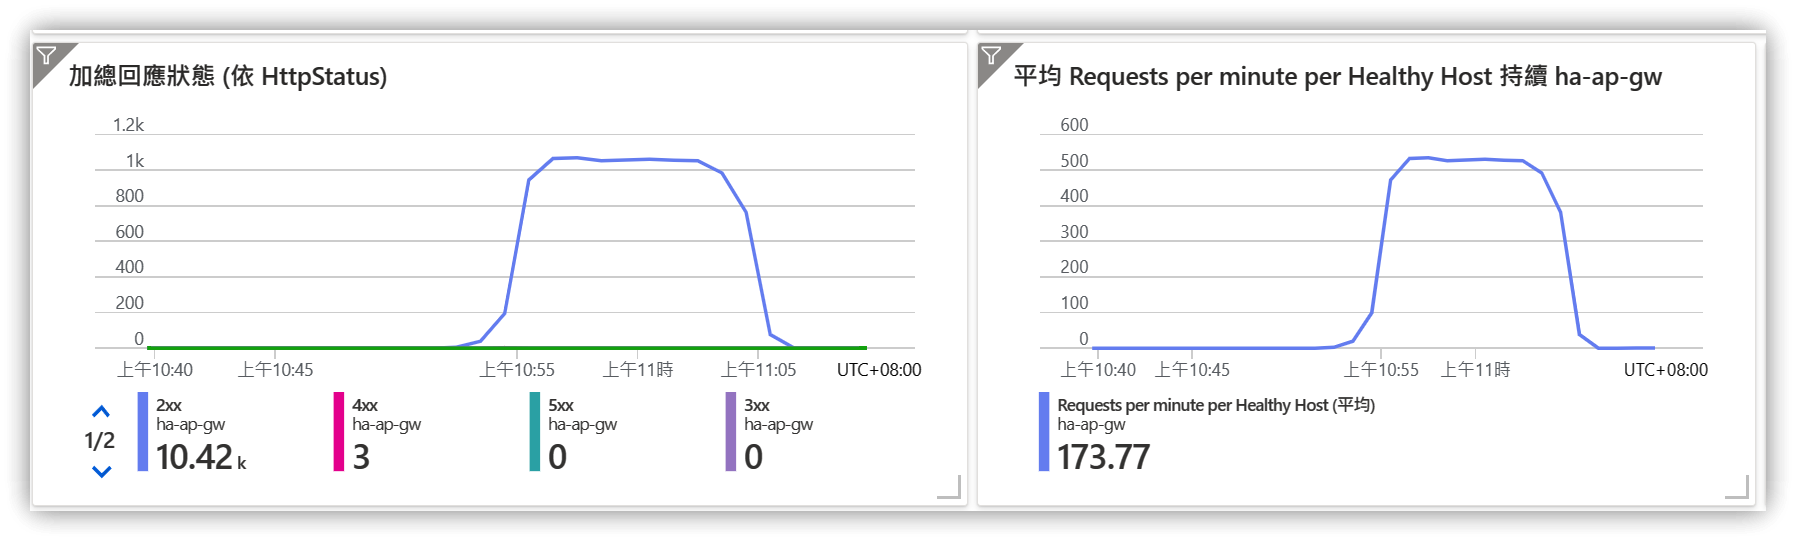 加總回應狀態 (依 HttpStatus)
1.2k
1k
800
600
400
200
0
上午10:40
上午10:45
上午10:55
上午11時
上午11:05
UTC+08:00
1/2
2xx
ha-ap-gw
10.42 k
4xx
ha-ap-gw
3
5xx
ha-ap-gw
0
3xx
ha-ap-gw
0
平均 Requests per minute per Healthy Host 持續 ha-ap-gw
600
500
400
300
200
100
0
上午10:40
上午10:45
上午10:55
上午11時
UTC+08:00
Requests per minute per Healthy Host (平均)
ha-ap-gw
173.77